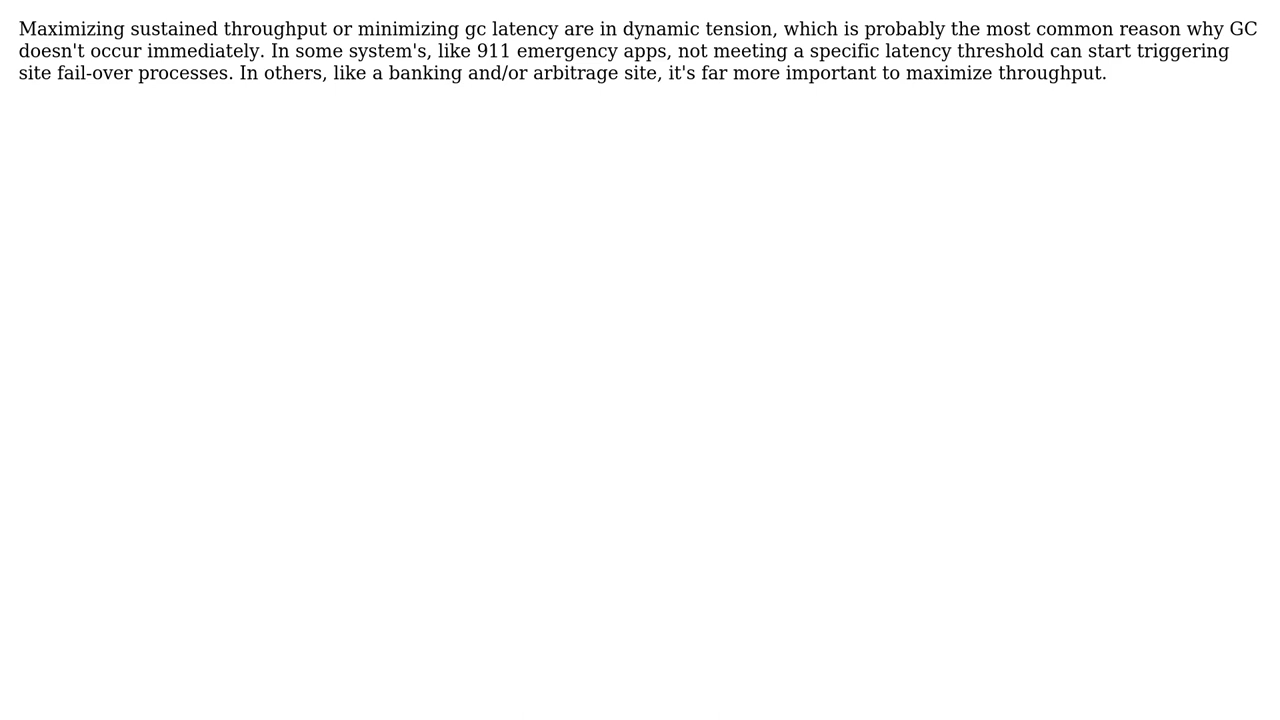 Maximizing sustained throughput or minimizing gc latency are in dynamic tension, which is probably the most common reason why GC
doesn't occur immediately. In some system's, like 911 emergency apps, not meeting a specific latency threshold can start triggering
site fail-over processes. In others, like a banking and/or arbitrage site, it's far more important to maximize throughput.